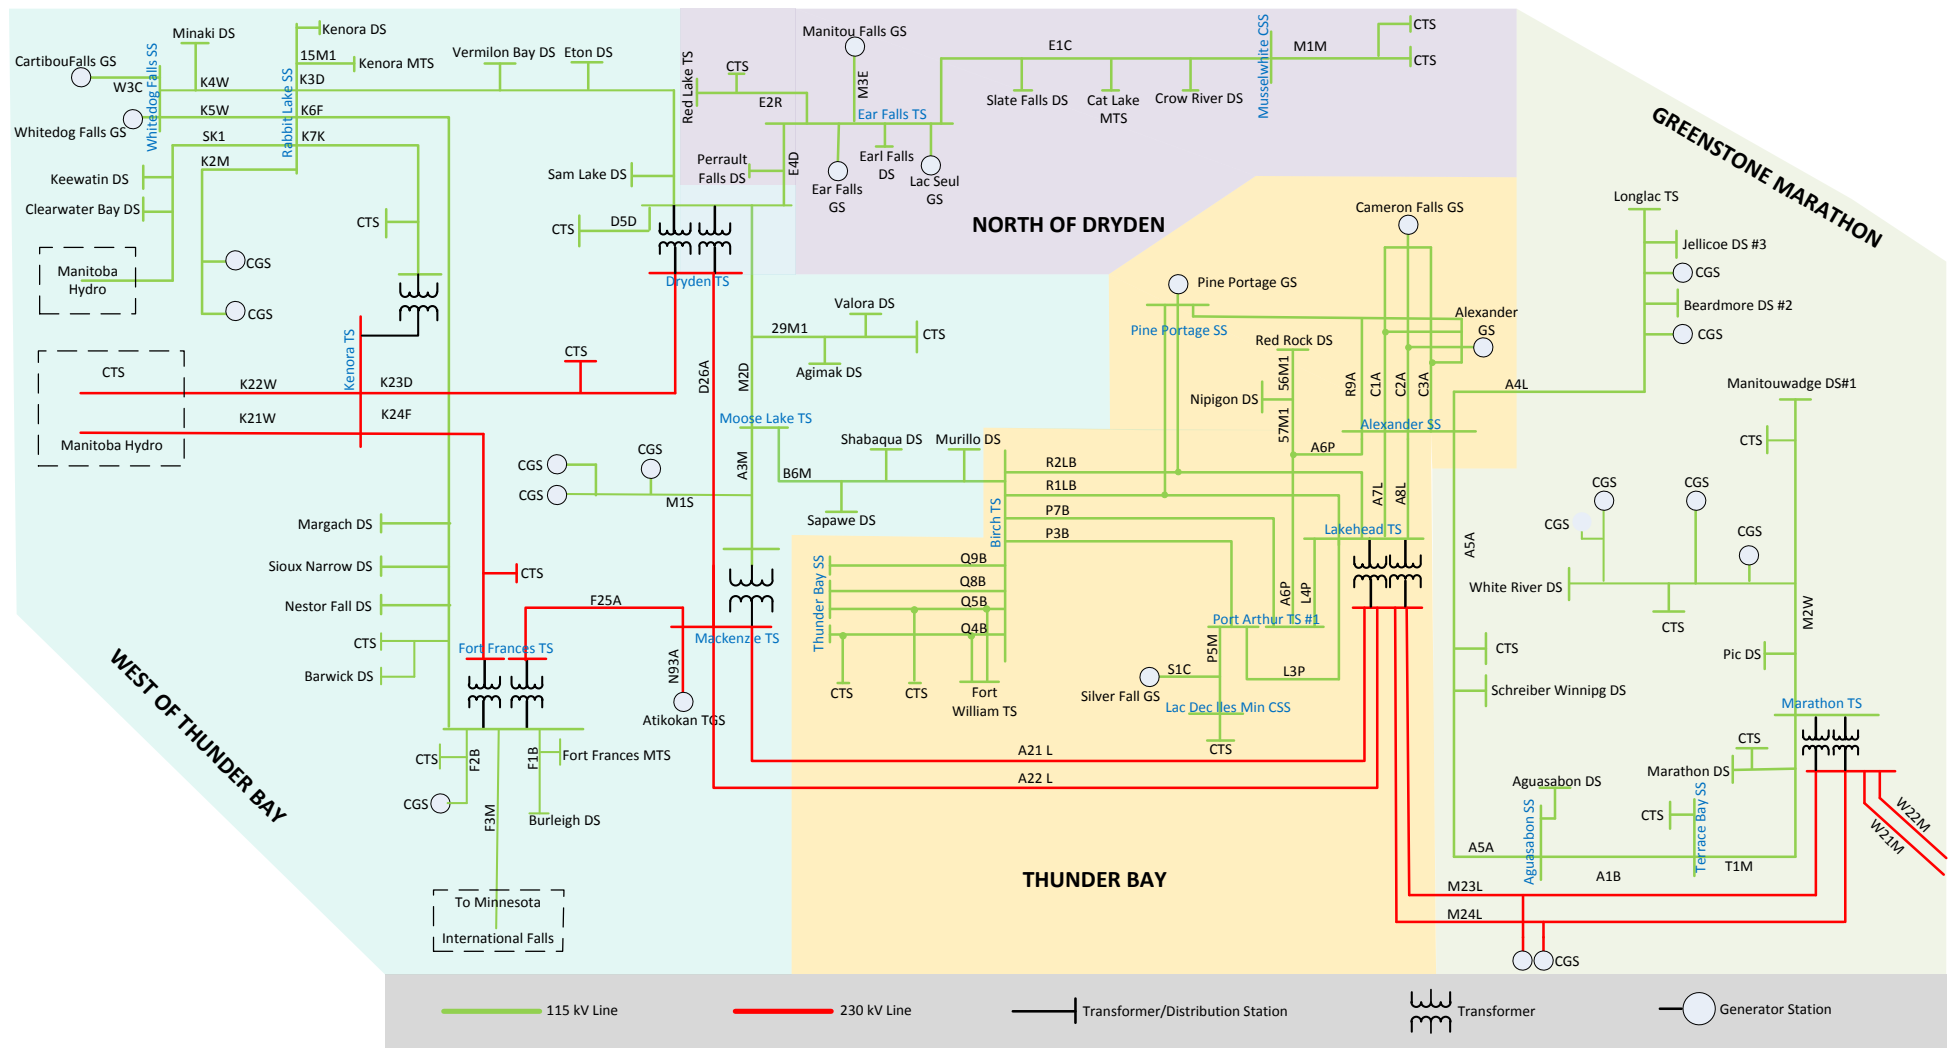 Minaki DS
Kenora DS
15M1
Kenora MTS
CartibouFalls GS
W3C
Whitedog Falls SS
K4W
K3D
Rabbit Lake SS
K5W
K6F
Whitedog Falls GS
SK1
K7K
K2M
Keewatin DS
Clearwater Bay DS
Manitoba
Hydro
CGS
CGS
CTS
Vermilon Bay DS
Eton DS
Sam Lake DS
CTS
D5D
Dryden TS
Red Lake TS
CTS
E2R
Manitou Falls GS
M3E
Ear Falls TS
Perrault
Falls DS
E4D
Ear Falls
GS
Earl Falls
DS
Lac Seul
GS
E1C
Slate Falls DS
Cat Lake
MTS
Crow River DS
Musselwhite CSS
M1M
CTS
CTS
NORTH OF DRYDEN
GREENSTONE MARATHON
CTS
Manitoba Hydro
K22W
K21W
Kenora TS
K23D
K24F
CTS
D26A
M2D
29M1
Valora DS
CTS
Agimak DS
Moose Lake TS
A3M
B6M
Shabaqua DS
Murillo DS
Sapawe DS
CGS
CGS
CGS
M1S
Margach DS
Sioux Narrow DS
Nestor Fall DS
CTS
Barwick DS
CTS
F25A
Fort Frances TS
Mackenzie TS
N93A
Atikokan TGS
CTS
F2B
CGS
F3M
F1B
Fort Frances MTS
Burleigh DS
To Minnesota
International Falls
WEST OF THUNDER BAY
Cameron Falls GS
Pine Portage GS
Pine Portage SS
Alexander
GS
Red Rock DS
56M1
Nipigon DS
57M1
R9A
C1A
C2A
C3A
Alexander SS
A6P
R2LB
R1LB
P7B
P3B
A7L
A8L
Birch TS
Lakehead TS
Thunder Bay SS
Q9B
Q8B
Q5B
Q4B
CTS
CTS
Fort
William TS
A6P
L4P
Port Arthur TS #1
P5M
S1C
Silver Fall GS
L3P
Lac Dec Iles Min CSS
CTS
A21 L
A22 L
THUNDER BAY
Longlac TS
Jellicoe DS #3
CGS
Beardmore DS #2
CGS
A4L
Manitouwadge DS#1
CTS
A5A
CGS
CGS
CGS
CGS
White River DS
CTS
M2W
CTS
Pic DS
Schreiber Winnipg DS
Marathon TS
CTS
Marathon DS
Aguasabon DS
Aguasabon SS
CTS
Terrace Bay SS
A5A
A1B
T1M
M23L
M24L
W22M
W21M
CGS
115 kV Line
230 kV Line
Transformer/Distribution Station
Transformer
Generator Station